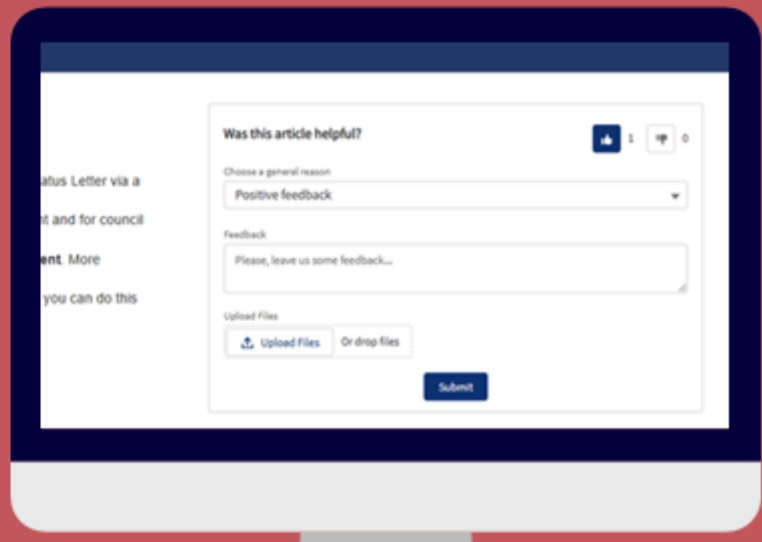 atus Letter via a
t and for council
ent. More
you can do this
Was this article helpful?
1
0
Choose a general reason
Positive feedback
Feedback
Please, leave us some feedback...
Upload Files
Upload Files
Or drop files
Submit